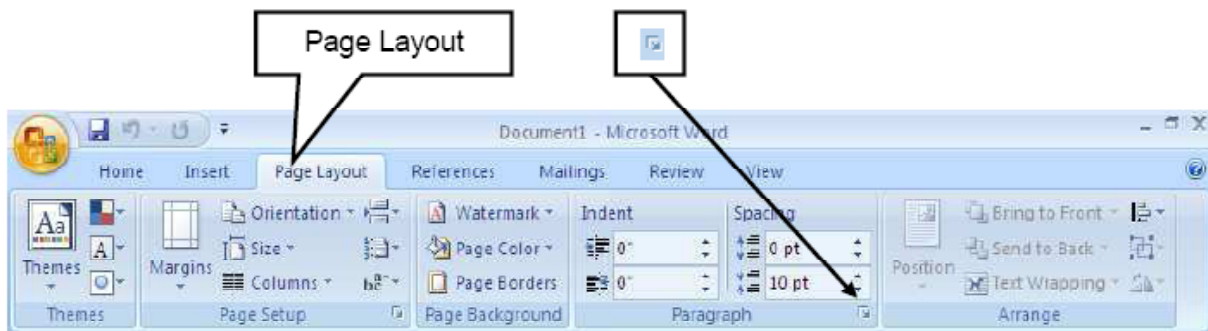 Page Layout
Document1 - Microsoft Word
Home Insert Page Layout References Mailings Review View
Aa Orientation Watermark Indent Spacing Bring to Front
A Size Page Color 0" 0 pt Send to Back
Themes Margins Columns Page Borders 0" 10 pt Position Text Wrapping
Themes Page Setup Page Background Paragraph Arrange